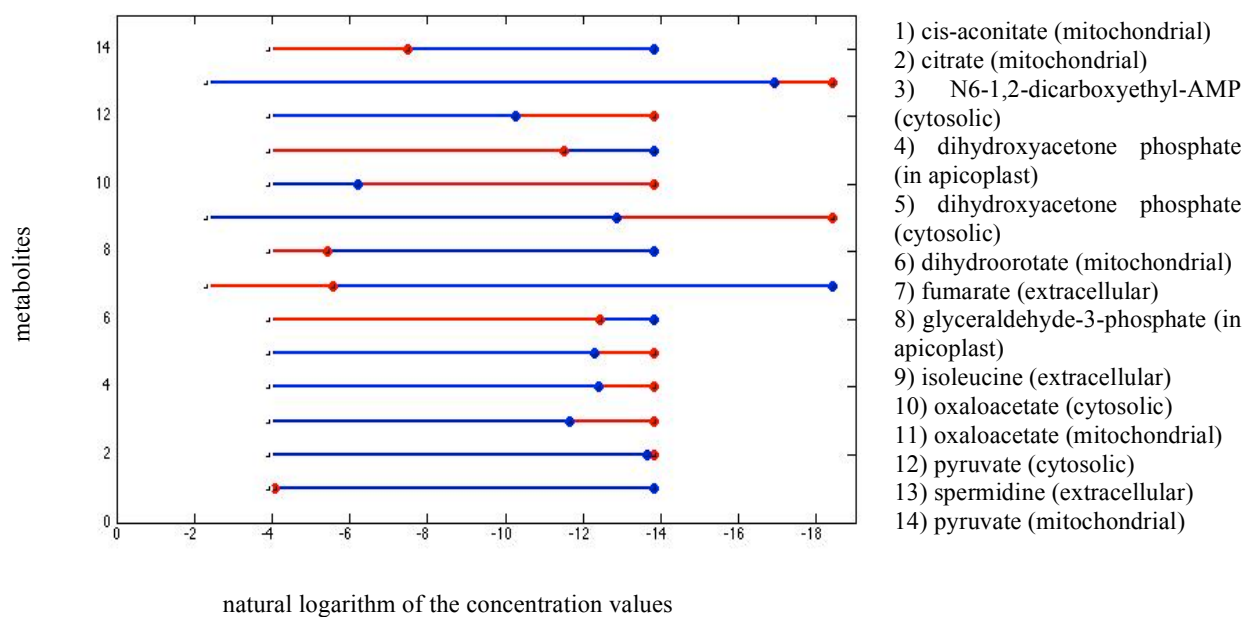 14
12
10
8
6
4
2
0
0 -2 -4 -6 -8 -10 -12 -14 -16 -18
metabolites
natural logarithm of the concentration values
1) cis-aconitate (mitochondrial)
2) citrate (mitochondrial)
3) N6-1,2-dicarboxyethyl-AMP
(cytosolic)
4) dihydroxyacetone phosphate
(in apicoplast)
5) dihydroxyacetone phosphate
(cytosolic)
6) dihydroorotate (mitochondrial)
7) fumarate (extracellular)
8) glyceraldehyde-3-phosphate (in
apicoplast)
9) isoleucine (extracellular)
10) oxaloacetate (cytosolic)
11) oxaloacetate (mitochondrial)
12) pyruvate (cytosolic)
13) spermidine (extracellular)
14) pyruvate (mitochondrial)